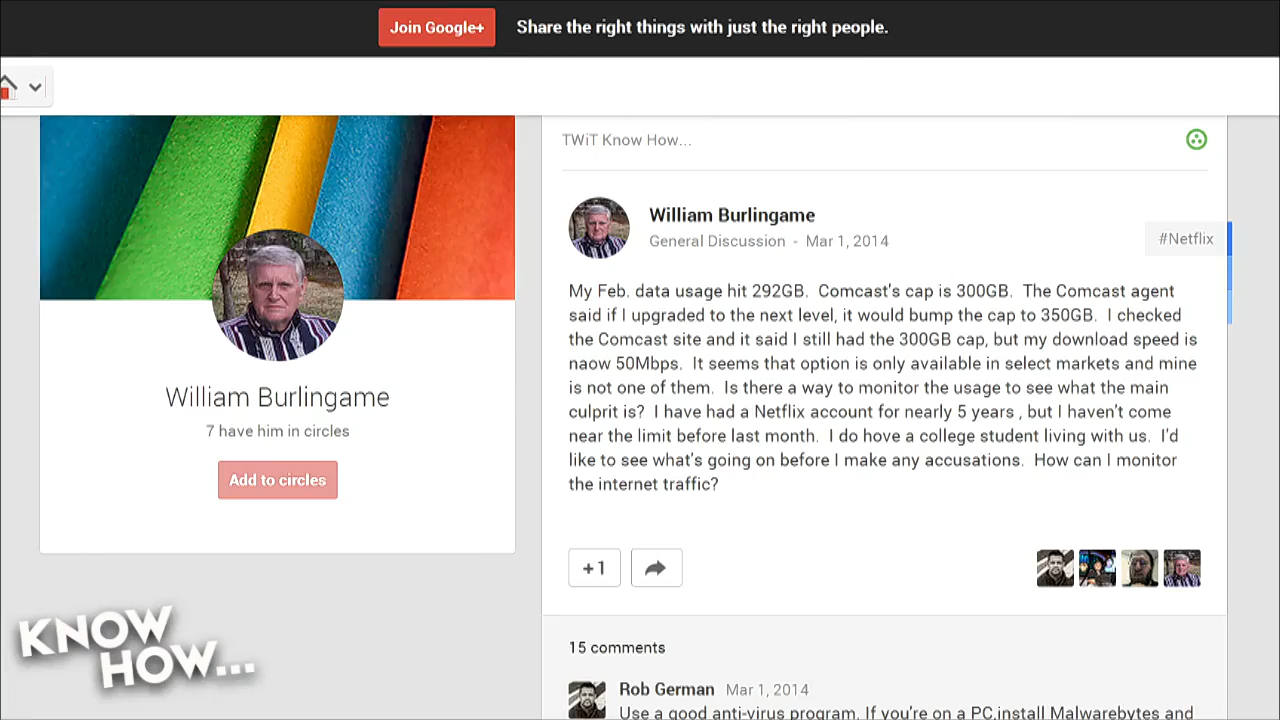 Join Google+ Share the right things with just the right people.
TWiT Know How...
William Burlingame
General Discussion - Mar 1, 2014
#Netflix
My Feb. data usage hit 292GB. Comcast's cap is 300GB. The Comcast agent
said if I upgraded to the next level, it would bump the cap to 350GB. I checked
the Comcast site and it said I still had the 300GB cap, but my download speed is
naow 50Mbps. It seems that option is only available in select markets and mine
is not one of them. Is there a way to monitor the usage to see what the main
culprit is? I have had a Netflix account for nearly 5 years , but I haven't come
near the limit before last month. I do hove a college student living with us. I'd
like to see what's going on before I make any accusations. How can I monitor
the internet traffic?
William Burlingame
7 have him in circles
Add to circles
+1
15 comments
Rob German Mar 1, 2014
Use a good anti-virus program. If you're on a PC,install Malwarebytes and
KNOW
HOW...